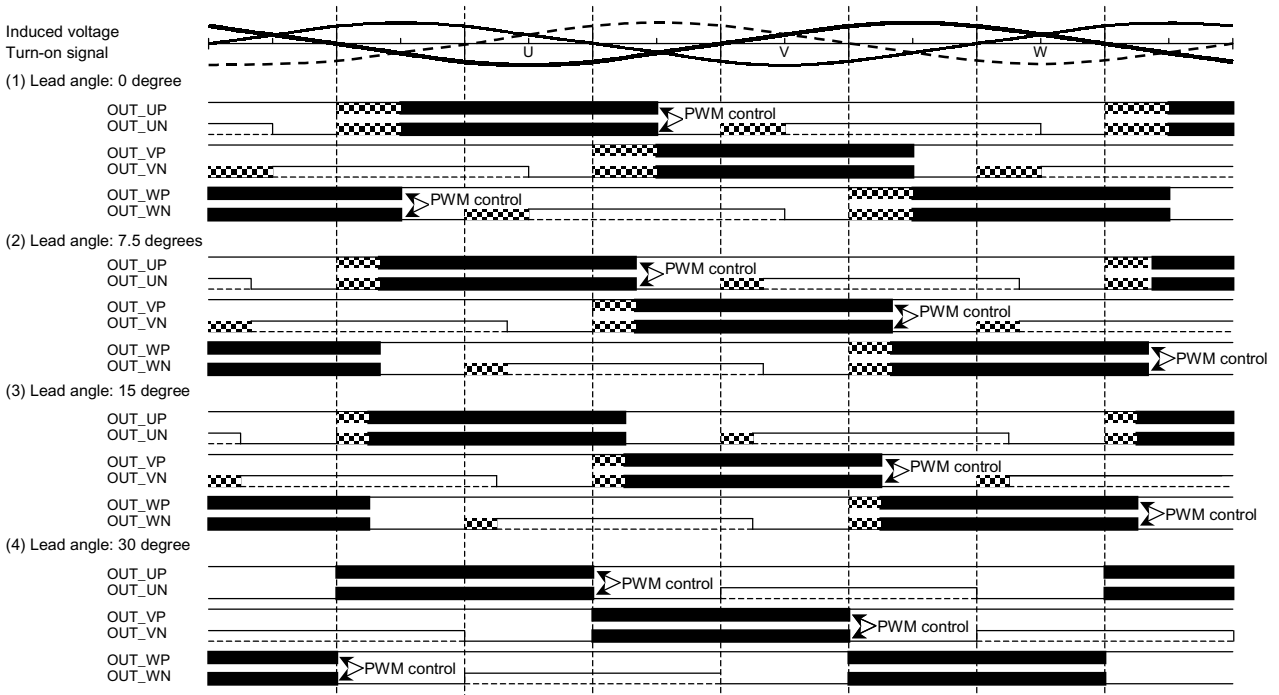 Induced voltage
Turn-on signal
U V W
(1) Lead angle: 0 degree
OUT_UP
PWM control
OUT_UN
OUT_VP
OUT_VN
OUT_WP
PWM control
OUT_WN
(2) Lead angle: 7.5 degrees
OUT_UP
PWM control
OUT_UN
OUT_VP
PWM control
OUT_VN
OUT_WP
PWM control
OUT_WN
(3) Lead angle: 15 degree
OUT_UP
OUT_UN
OUT_VP
PWM control
OUT_VN
OUT_WP
PWM control
OUT_WN
(4) Lead angle: 30 degree
OUT_UP
PWM control
OUT_UN
OUT_VP
PWM control
OUT_VN
OUT_WP
PWM control
OUT_WN